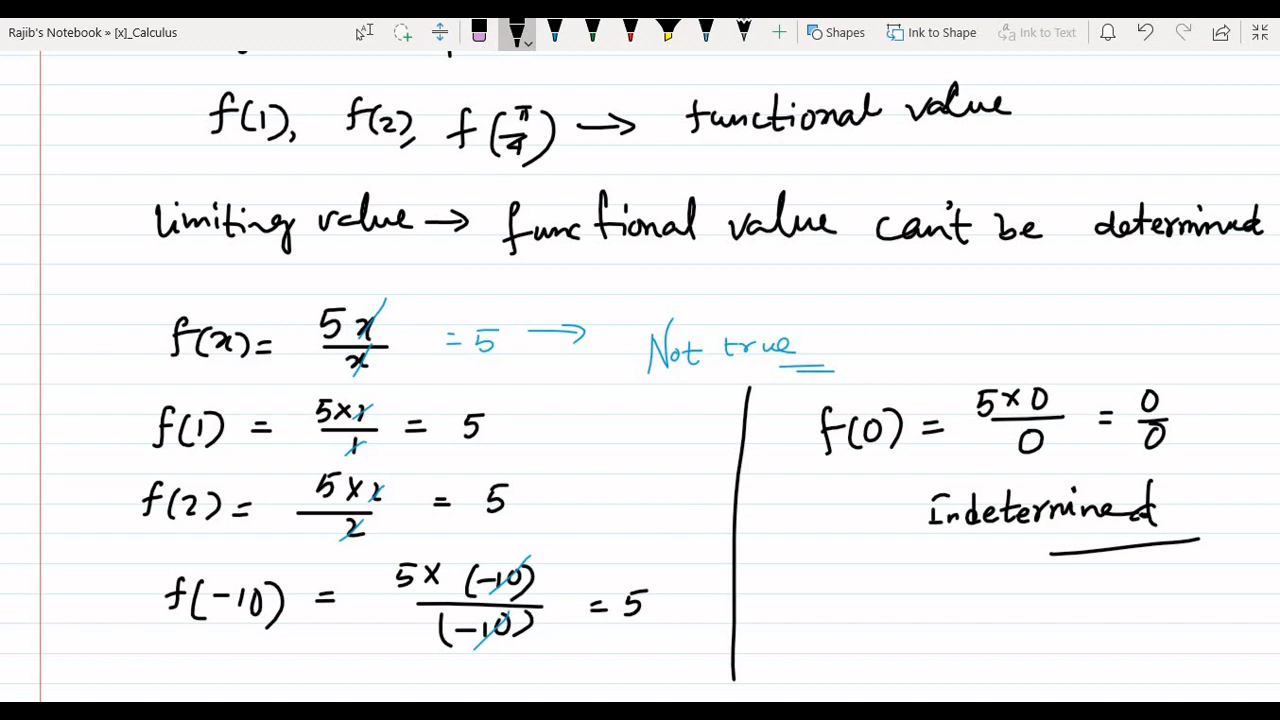 Rajib's Notebook » [x]_Calculus
Shapes
Ink to Shape
Ink to Text
f(1), f(2), f(π/4) → functional value
limiting value → functional value can't be determined
f(x) = 5x/x = 5 → Not true
f(1) = 5×1/1 = 5
f(2) = 5×2/2 = 5
f(-10) = 5×(-10)/(-10) = 5
f(0) = 5×0/0 = 0/0
Indetermined